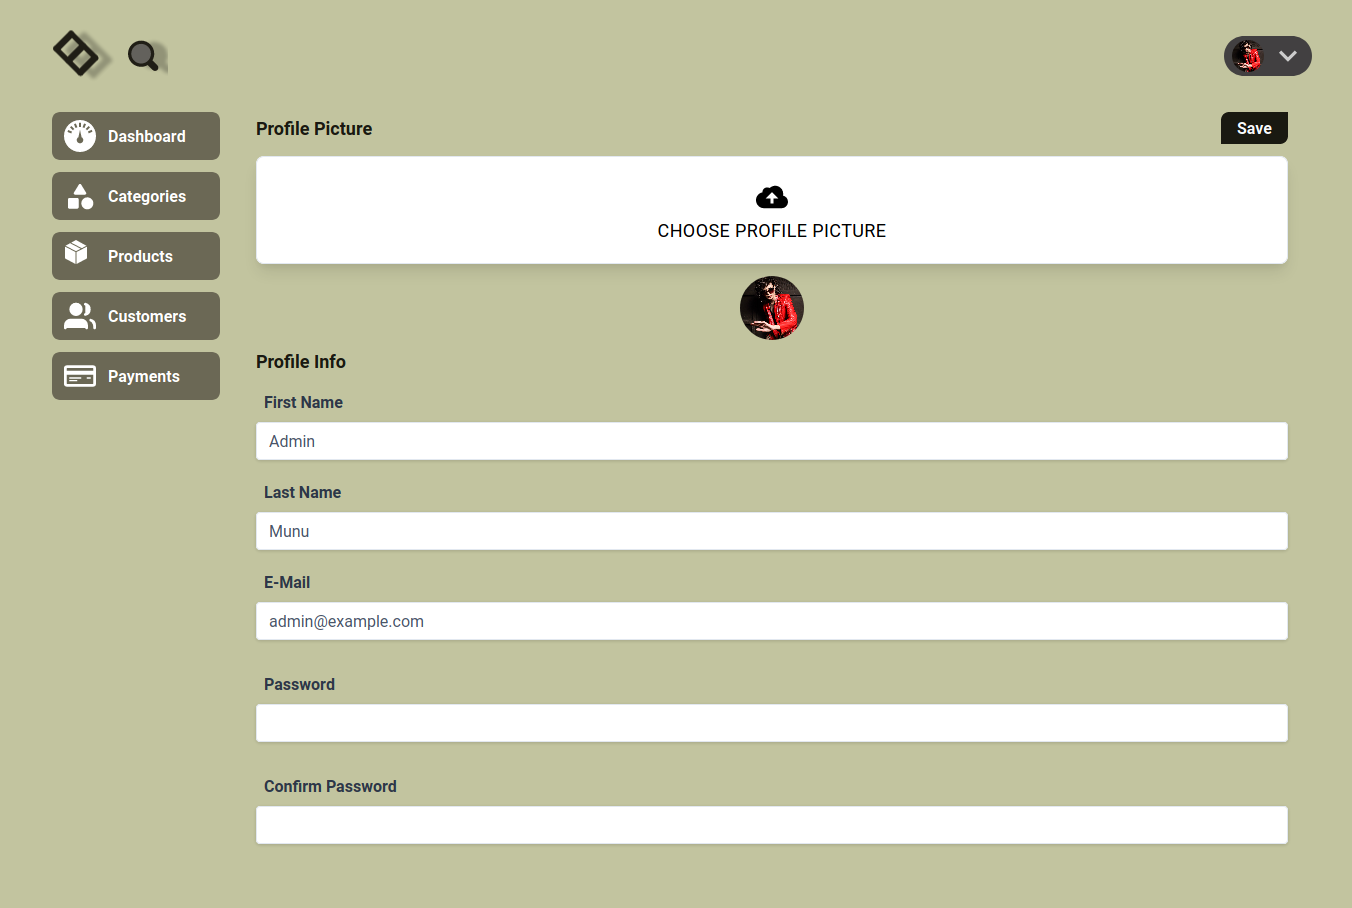 Dashboard
Categories
Products
Customers
Payments
Profile Picture
Save
CHOOSE PROFILE PICTURE
Profile Info
First Name
Admin
Last Name
Munu
E-Mail
admin@example.com
Password
Confirm Password